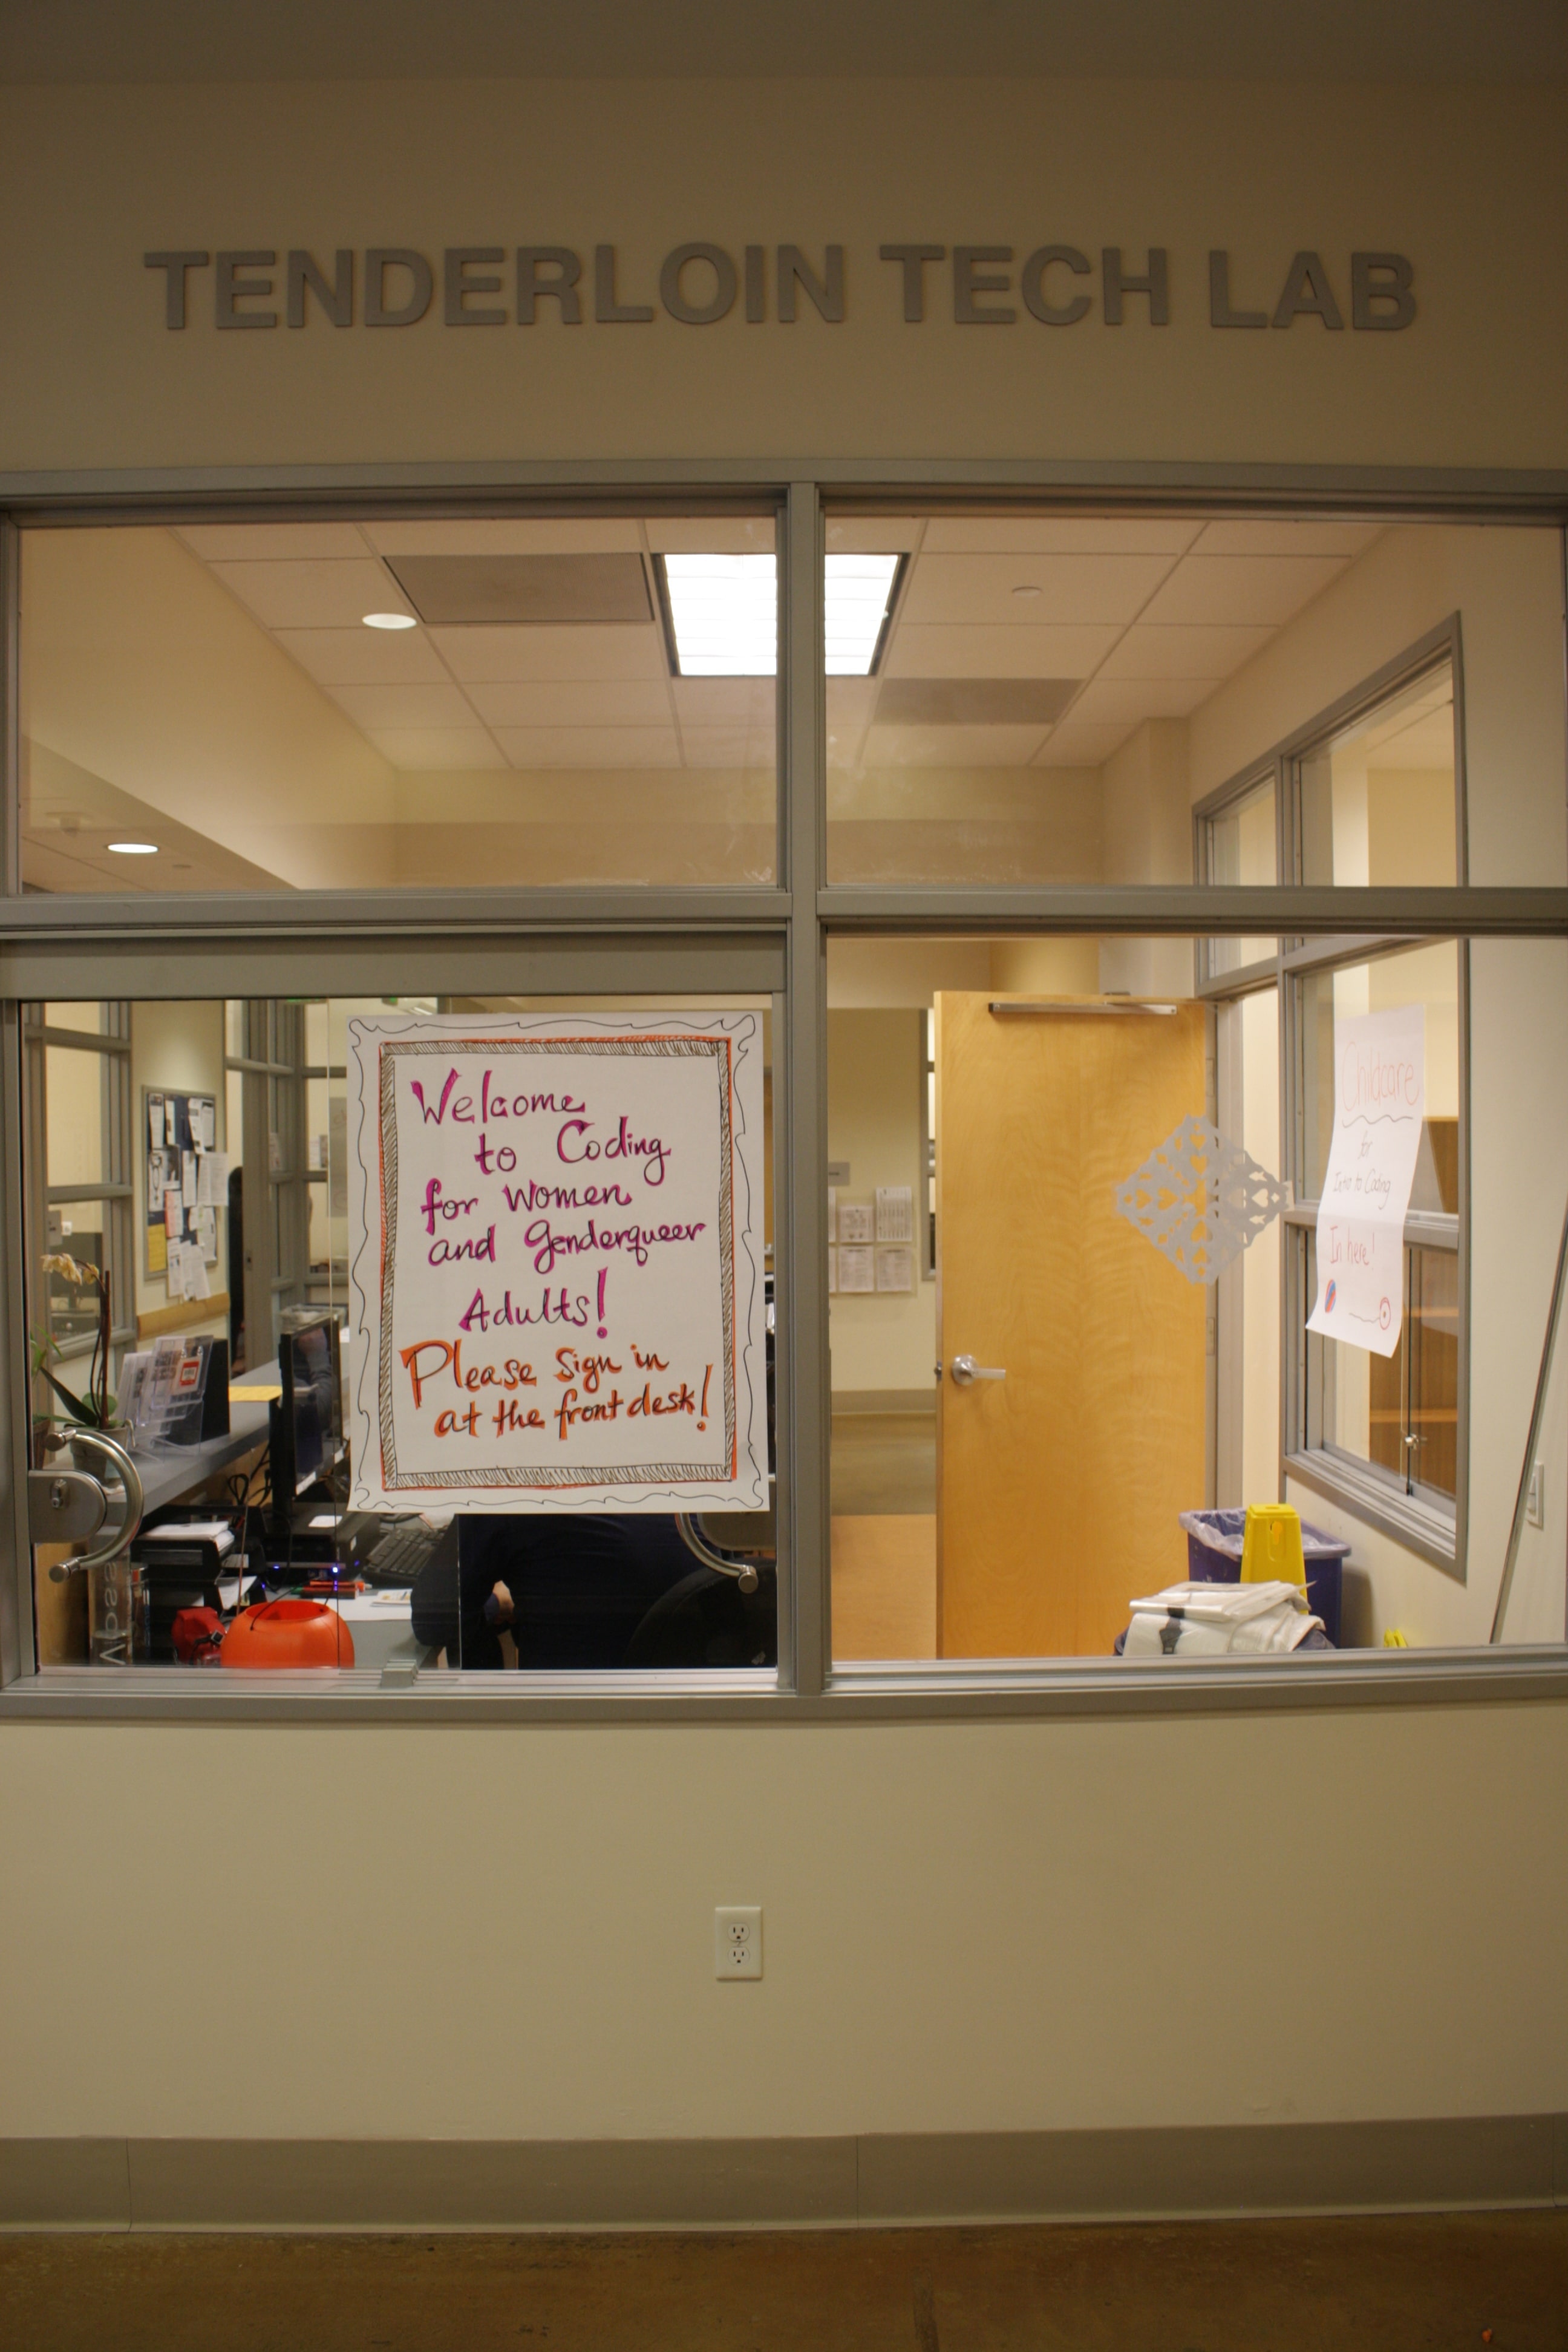 TENDERLOIN TECH LAB
Welcome
to Coding
for Women
and Genderqueer
Adults!
Please sign in
at the front desk!
Childcare
for
Intro to Coding
In here!